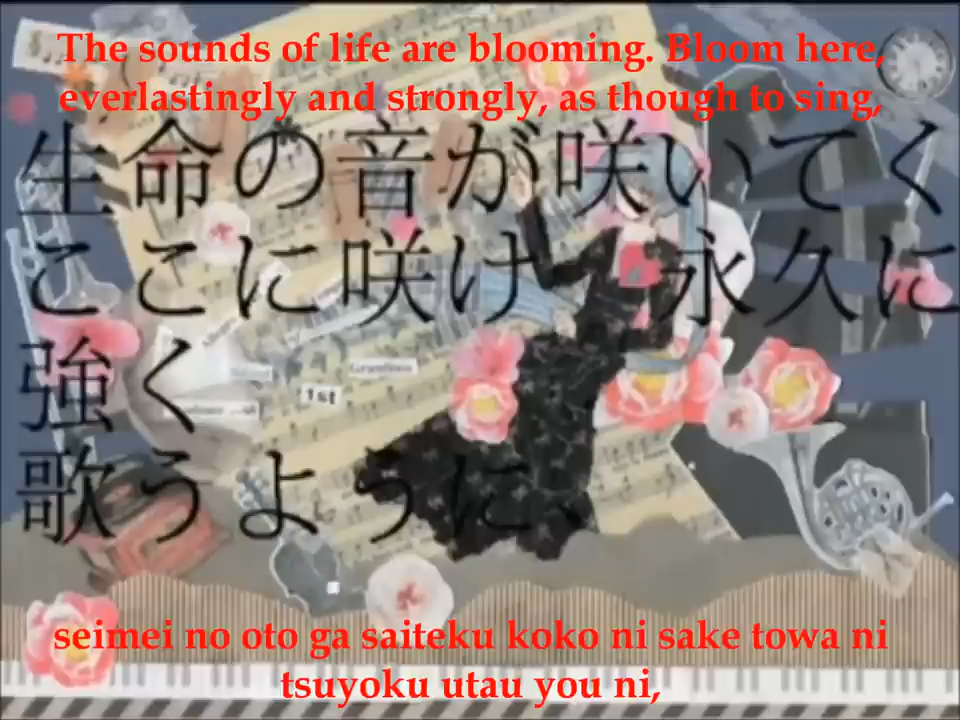 The sounds of life are blooming. Bloom here,
everlastingly and strongly, as though to sing,
生命の音が咲いてく
ここに咲け 永久に
強く
歌うように、
1st
seimei no oto ga saiteku koko ni sake towa ni
tsuyoku utau you ni,